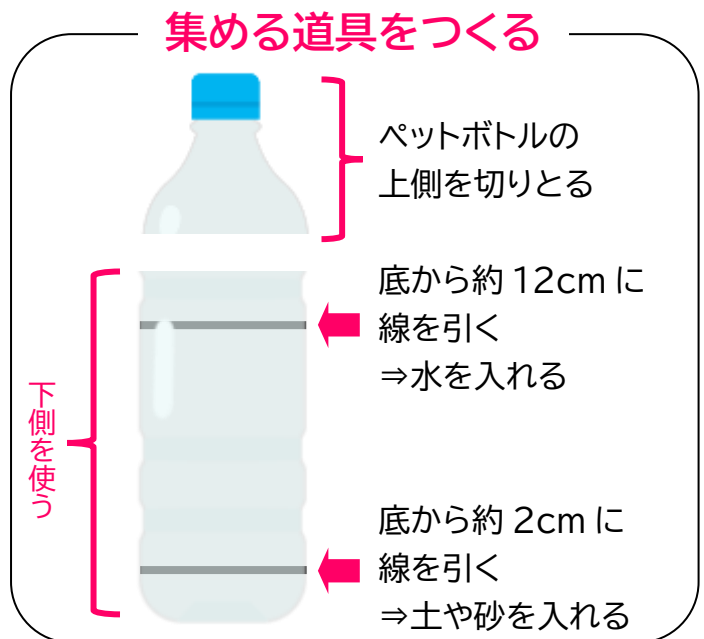 集める道具をつくる
ペットボトルの
上側を切りとる
底から約 12cm に
線を引く
⇒水を入れる
下側を使う
底から約 2cm に
線を引く
⇒土や砂を入れる